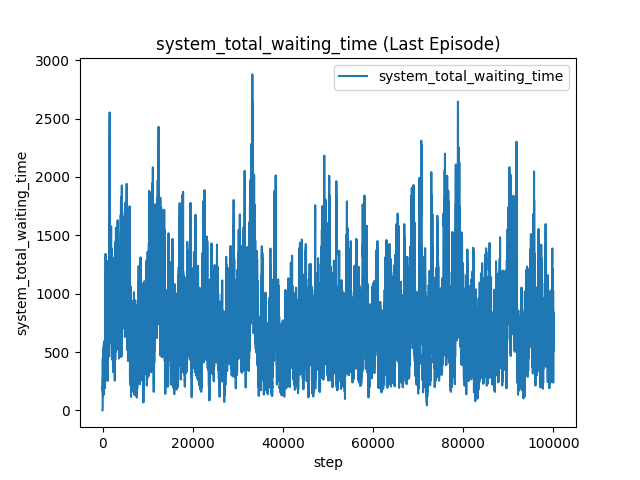 system_total_waiting_time (Last Episode)
system_total_waiting_time
3000
2500
2000
1500
1000
500
0
system_total_waiting_time
0 20000 40000 60000 80000 100000
step